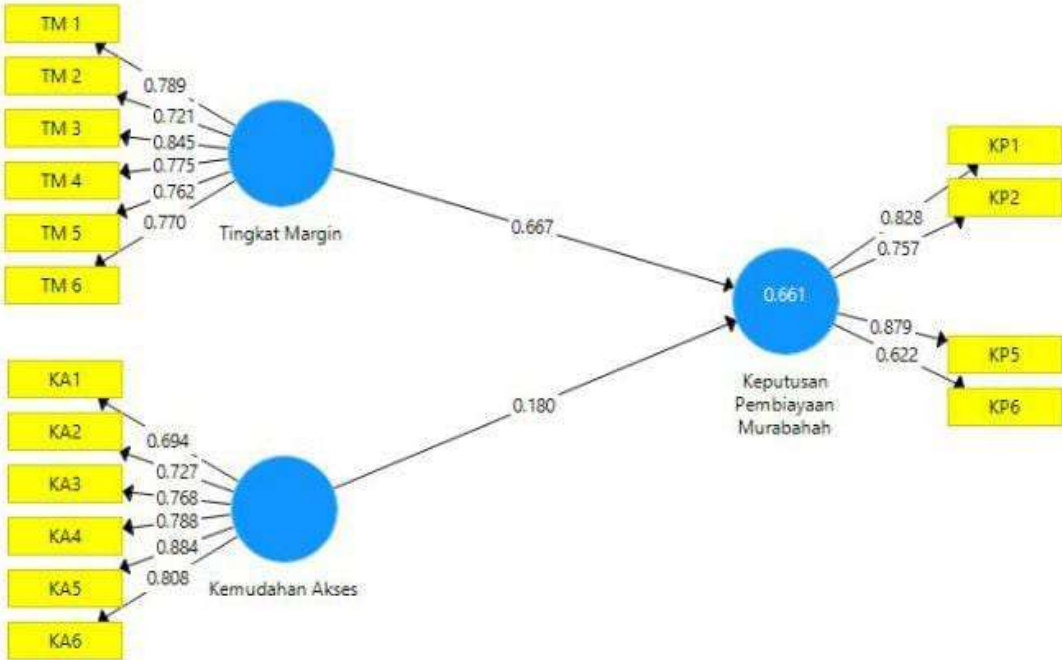 TM 1
TM 2
TM 3
TM 4
TM 5
TM 6
0.789
0.721
0.845
0.775
0.762
0.770
Tingkat Margin
0.667
KP1
KP2
0.828
0.757
0.661
0.879
0.622
KP5
KP6
Keputusan
Pembiayaan
Murabahah
0.180
KA1
KA2
KA3
KA4
KA5
KA6
0.694
0.727
0.768
0.788
0.884
0.808
Kemudahan Akses